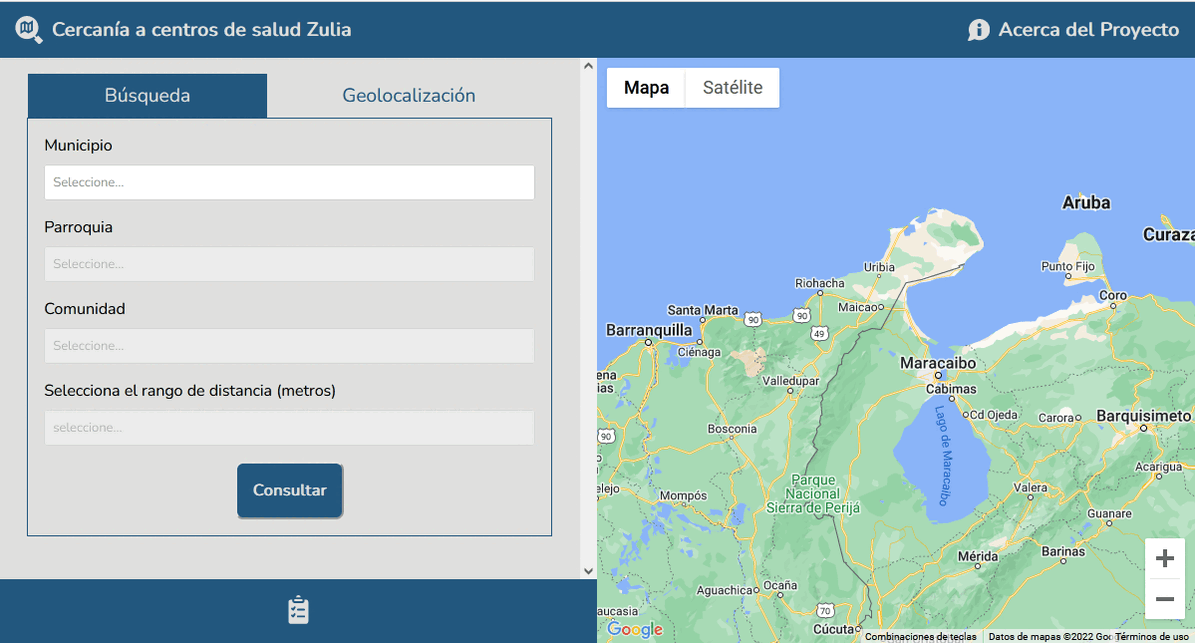 Cercanía a centros de salud Zulia
Acerca del Proyecto
Búsqueda
Geolocalización
Municipio
Seleccione...
Parroquia
Seleccione...
Comunidad
Seleccione...
Selecciona el rango de distancia (metros)
seleccione...
Consultar
Mapa
Satélite
Aruba
Curaza
Uribia
Punto Fijo
Riohacha
Coro
Santa Marta
90
90
Maicao
Barranquilla
49
Ciénaga
Maracaibo
ena
ias
Valledupar
Cabimas
Cd Ojeda
Carora
Barquisimeto
Lago de Maracaibo
90
Bosconia
Acarigua
Parque
Nacional
Sierra de Perijá
elejo
Mompós
Valera
Guanare
Mérida
Barinas
Aguachica
Ocaña
aucasia
70
Cúcuta
Google
Combinaciones de teclas
Datos de mapas ©2022 Goo
Términos de uso